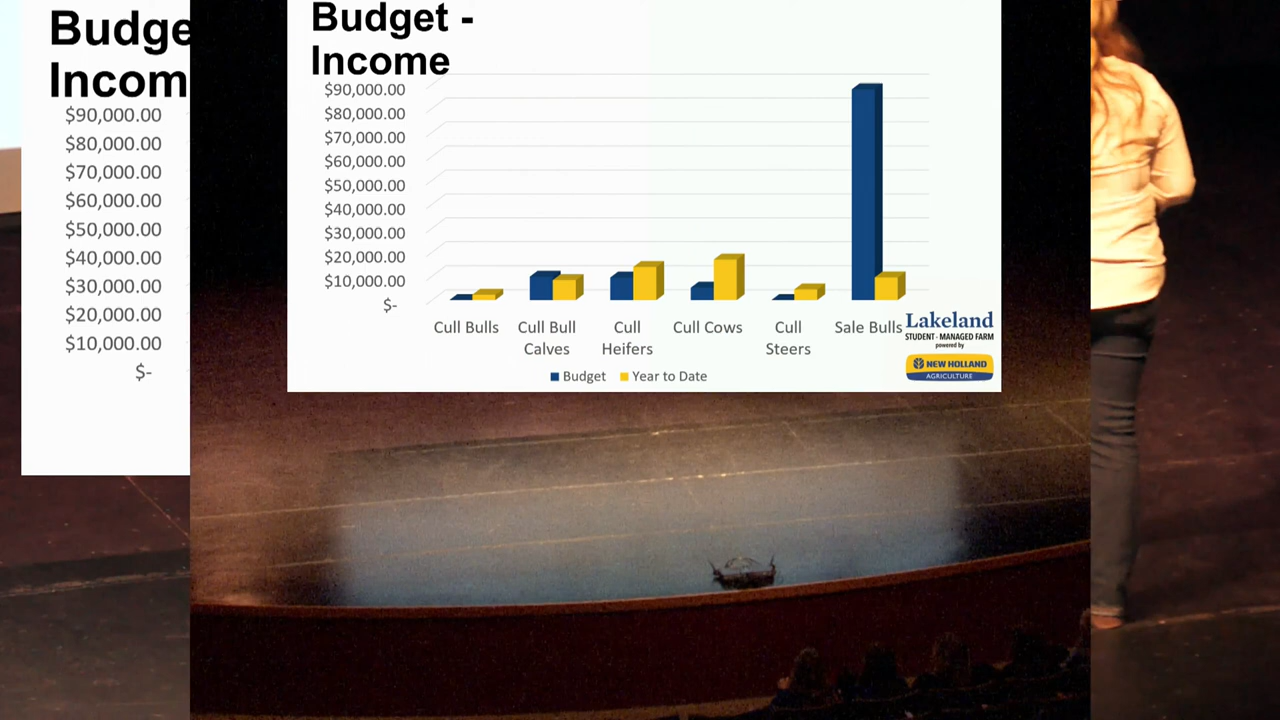 Budge
Incom
$90,000.00
$80,000.00
$70,000.00
$60,000.00
$50,000.00
$40,000.00
$30,000.00
$20,000.00
$10,000.00
$-
Budget -
Income
$90,000.00
$80,000.00
$70,000.00
$60,000.00
$50,000.00
$40,000.00
$30,000.00
$20,000.00
$10,000.00
$-
Cull Bulls
Cull Bull
Calves
Cull
Heifers
Cull Cows
Cull
Steers
Sale Bulls
Budget
Year to Date
Lakeland
STUDENT - MANAGED FARM
powered by
NEW HOLLAND
AGRICULTURE